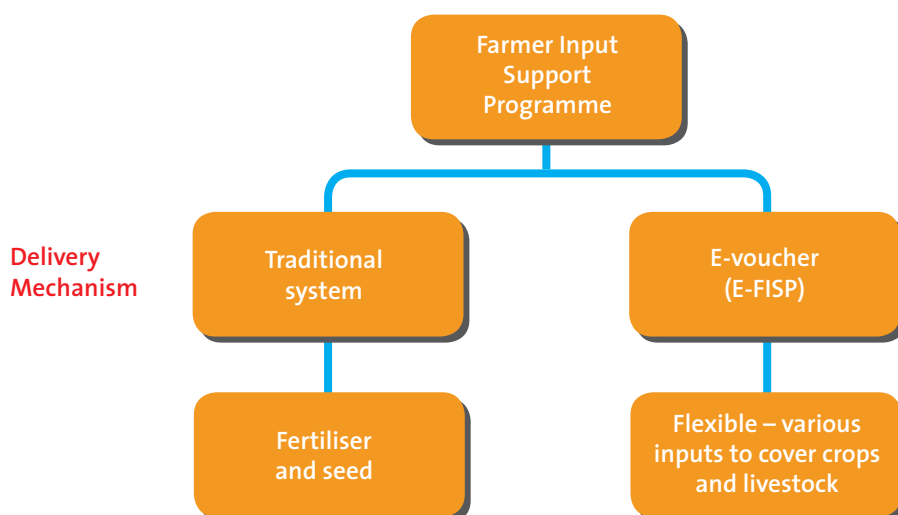 Farmer Input
Support
Programme
Delivery
Mechanism
Traditional
system
E-voucher
(E-FISP)
Fertiliser
and seed
Flexible – various
inputs to cover crops
and livestock